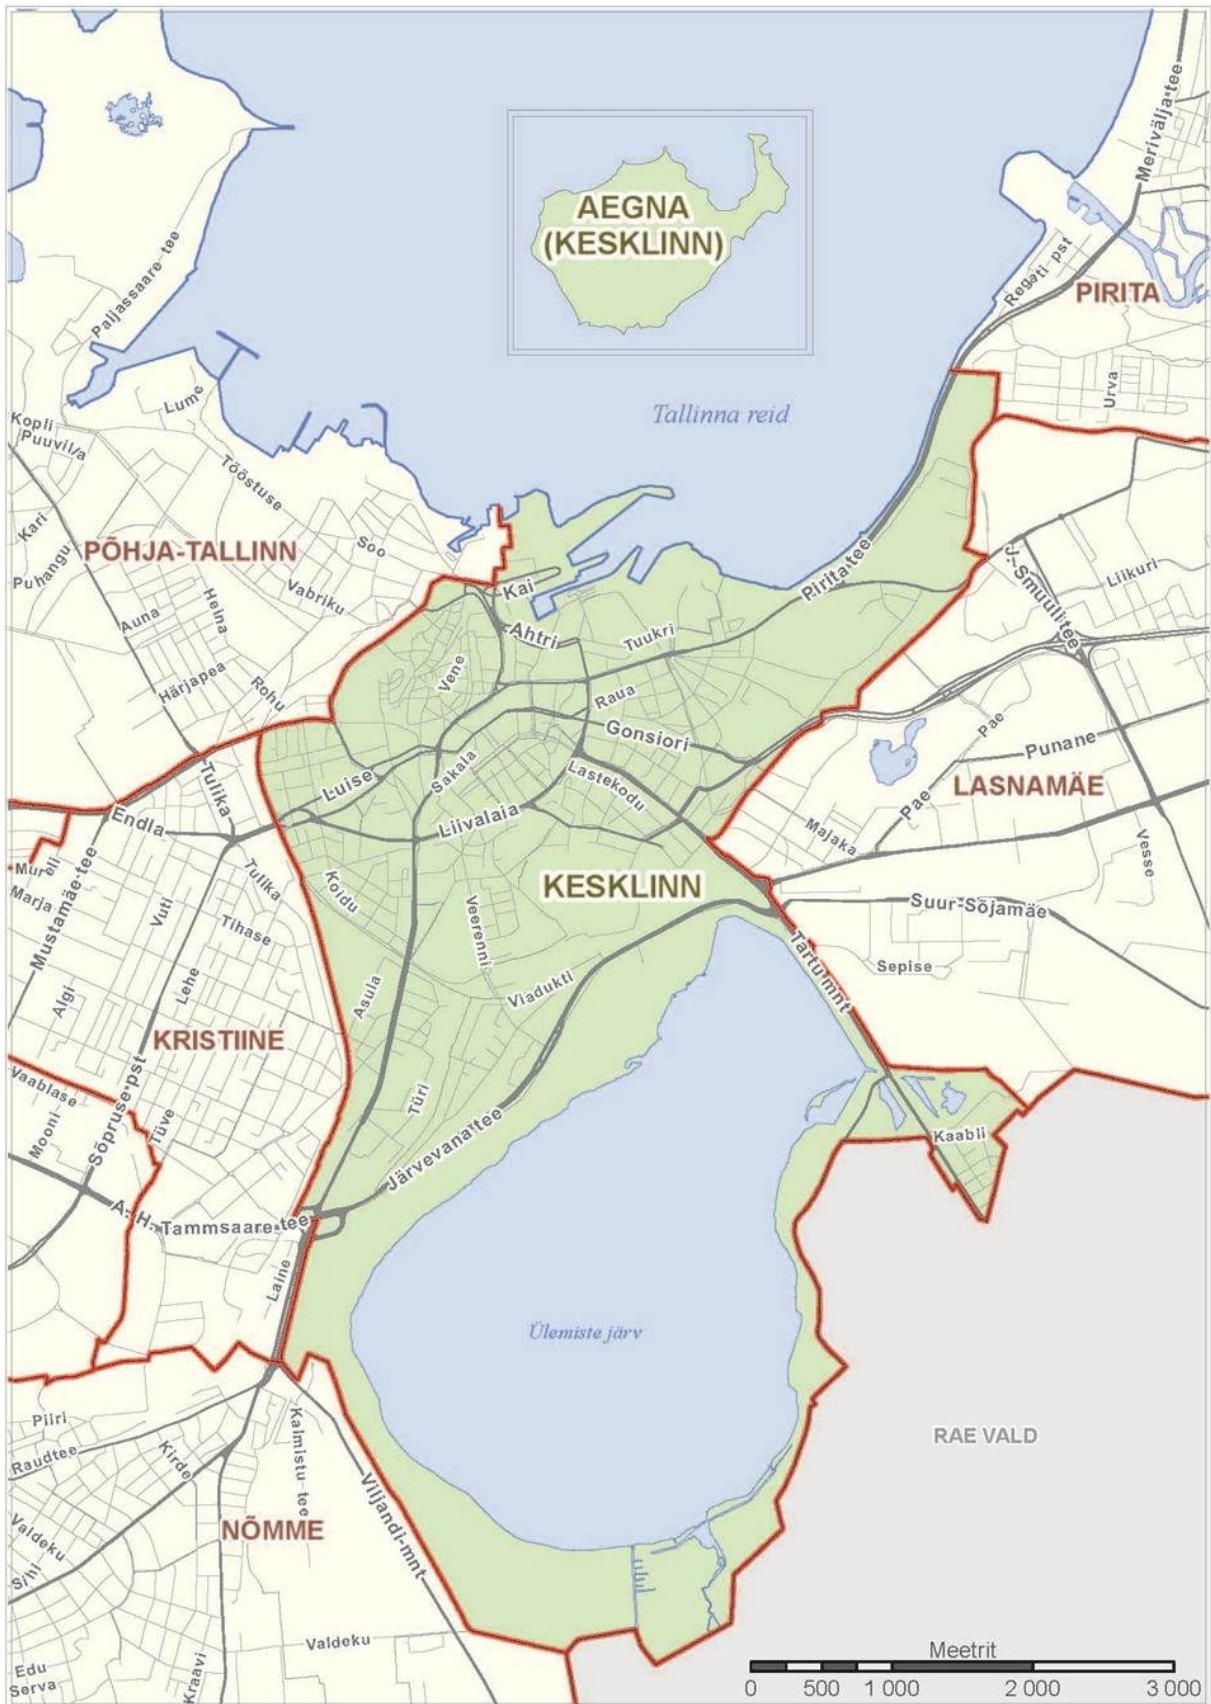 Merivälja tee
AEGNA
(KESKLINN)
Paljassaare tee
Regati pst
PIRITA
Urva
Lume
Tallinna reid
Kopli
Puuvilla
Tööstuse
Kari
Soo
PÕHJA-TALLINN
Puhangu
Vabriku
Heina
Auna
Kai
Pirita tee
J. Smuuli tee
Liikuri
Ahtri
Tuukri
Vene
Härjapea
Rohu
Raua
Gonsiori
Pae
Punane
Tulika
Luise
Sakala
Lastekodu
LASNAMÄE
Endla
Liivalaia
Pae
Majaka
Vesse
Mureli
Tulika
Marja
Mustamäe tee
Koidu
KESKLINN
Vuti
Tihase
Veerenni
Suur-Sõjamäe
Tartu mnt
Sepise
Algi
Lehe
Asula
Viadukti
KRISTIINE
Vaablase
Mooni
Sõpruse pst
Tüve
Türi
Järvevana tee
Kaabli
A. H. Tammsaare tee
Laine
Ülemiste järv
Piiri
Raudtee
Kirde
Kalmistu tee
RAE VALD
Viljandi mnt
Valdeku
NÕMME
Sihi
Valdeku
Edu
Serva
Kraavi
Meetrit
0 500 1 000 2 000 3 000